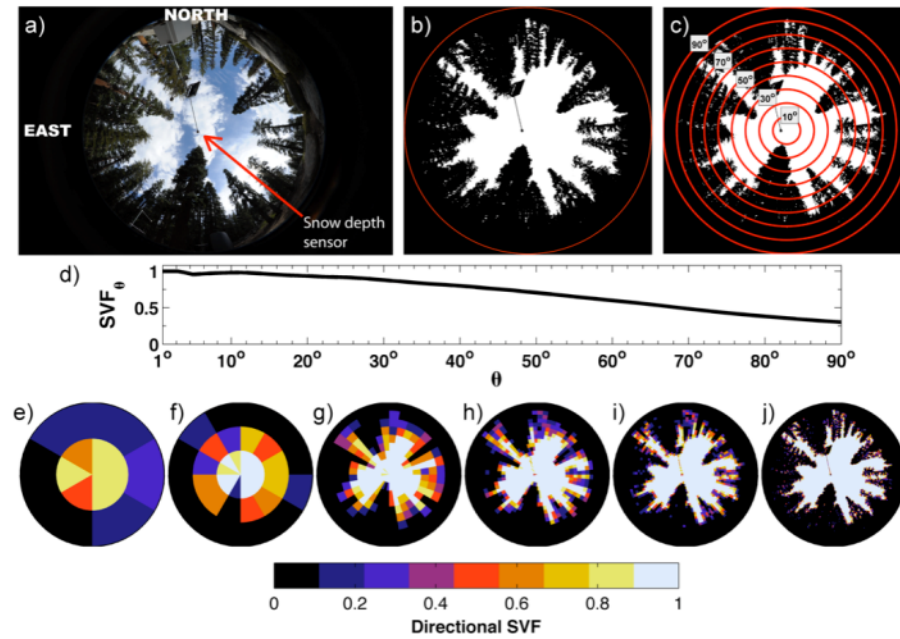 a)
NORTH
EAST
Snow depth
sensor
b)
c)
90°
70°
50°
30°
10°
d)
SVFθ
1
0.5
0
1° 10° 20° 30° 40° 50° 60° 70° 80° 90°
θ
e) f) g) h) i) j)
0 0.2 0.4 0.6 0.8 1
Directional SVF